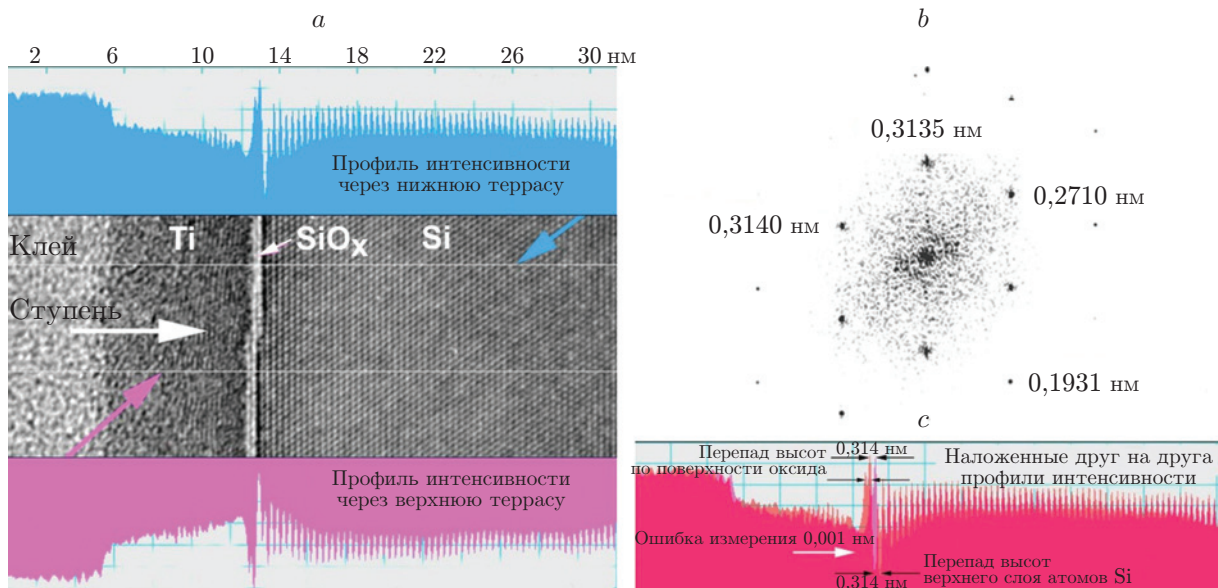 a
2 6 10 14 18 22 26 30 нм
Профиль интенсивности
через нижнюю террасу
Клей Ti SiOx Si
Ступень
Профиль интенсивности
через верхнюю террасу
b
0,3135 нм
0,2710 нм
0,3140 нм
0,1931 нм
c
Перепад высот
по поверхности оксида
0.314 нм
Наложенные друг на друга
профили интенсивности
Ошибка измерения 0,001 нм
Перепад высот
верхнего слоя атомов Si
0.314 нм